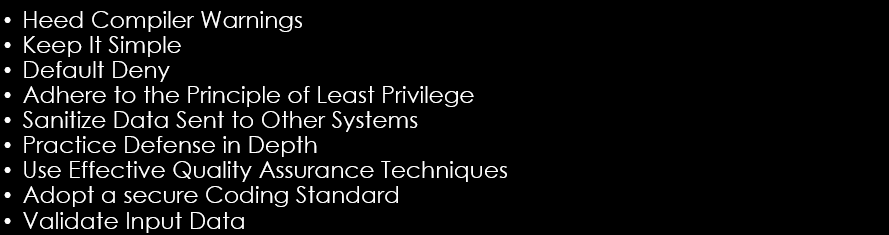 • Heed Compiler Warnings
• Keep It Simple
• Default Deny
• Adhere to the Principle of Least Privilege
• Sanitize Data Sent to Other Systems
• Practice Defense in Depth
• Use Effective Quality Assurance Techniques
• Adopt a secure Coding Standard
• Validate Input Data